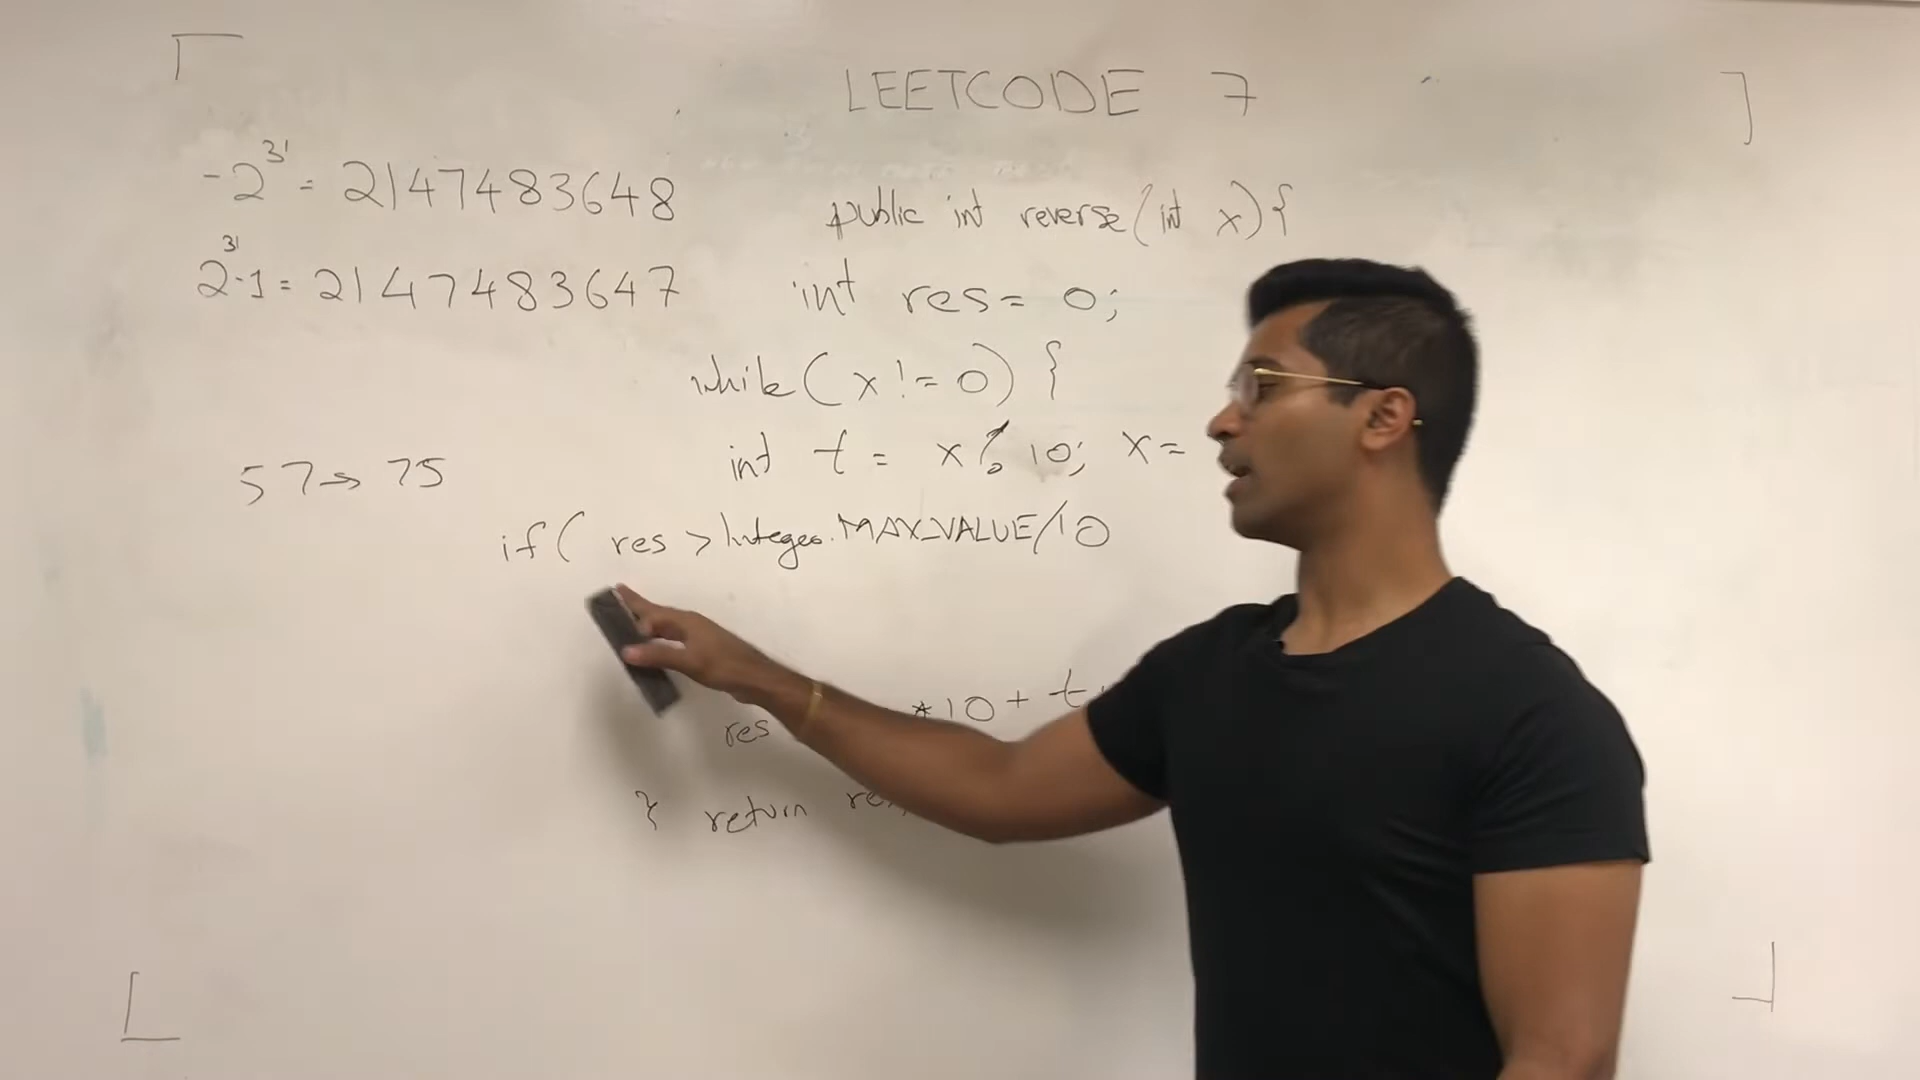 LEETCODE 7
-2^31 = 2147483648
2^31-1 = 2147483647
57→75
public int reverse(int x){
int res= 0;
while(x!=0) {
int t = x % 10; x=
if( res > Integer.MAX_VALUE/10
res *10 + t
} return res